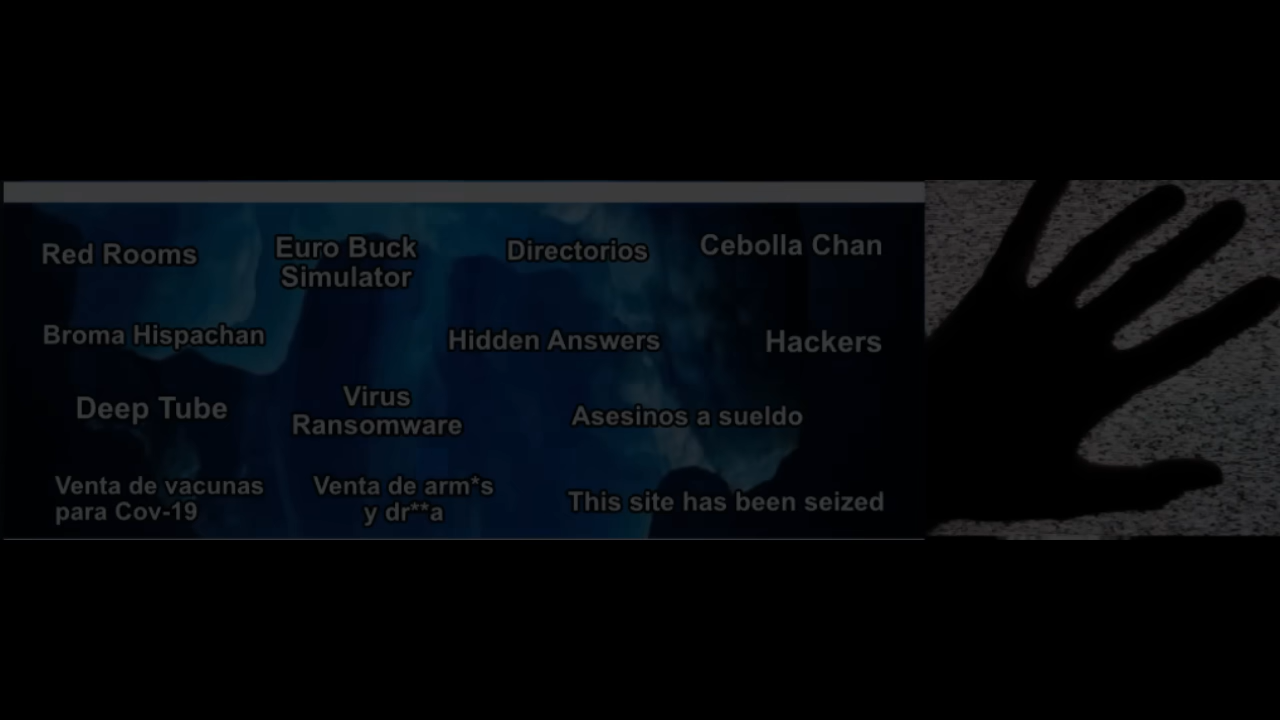 Red Rooms
Euro Buck
Simulator
Directorios
Cebolla Chan
Broma Hispachan
Hidden Answers
Hackers
Deep Tube
Virus
Ransomware
Asesinos a sueldo
Venta de vacunas
para Cov-19
Venta de arm*s
y dr**a
This site has been seized